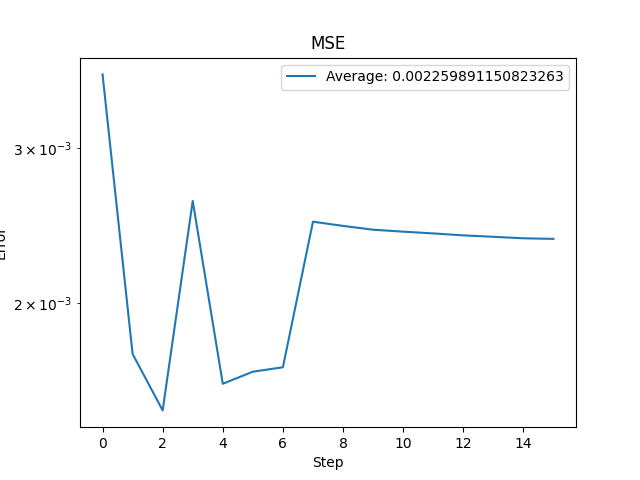 MSE
Average: 0.002259891150823263
3 × 10⁻³
2 × 10⁻³
Error
0 2 4 6 8 10 12 14
Step